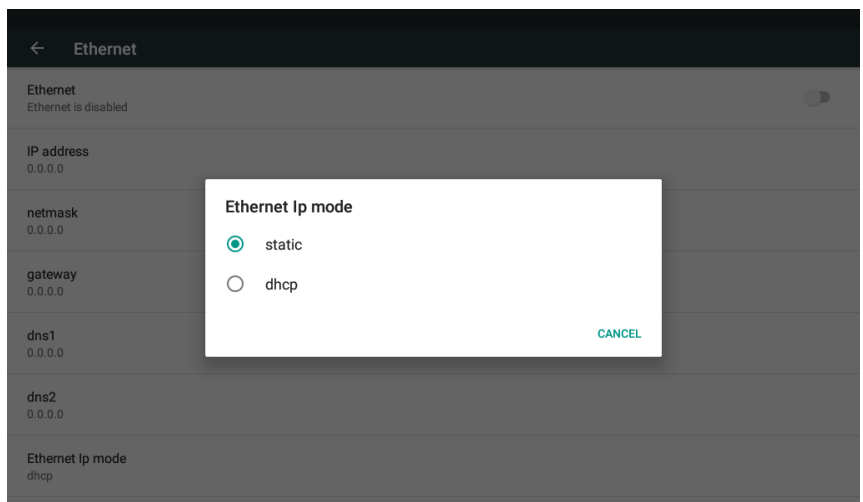 Ethernet
Ethernet
Ethernet is disabled
IP address
0.0.0.0
netmask
0.0.0.0
gateway
0.0.0.0
dns1
0.0.0.0
dns2
0.0.0.0
Ethernet Ip mode
dhcp
Ethernet Ip mode
static
dhcp
CANCEL